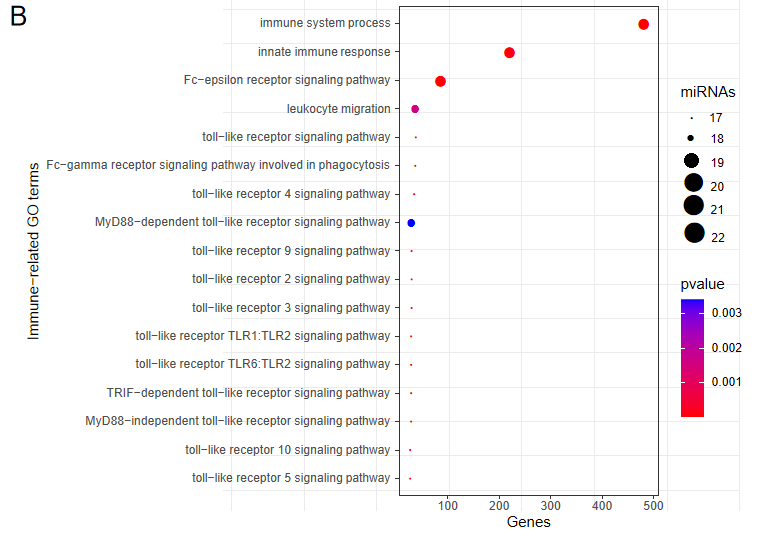 B
immune system process
innate immune response
Fc−epsilon receptor signaling pathway
leukocyte migration
toll−like receptor signaling pathway
Fc−gamma receptor signaling pathway involved in phagocytosis
toll−like receptor 4 signaling pathway
MyD88−dependent toll−like receptor signaling pathway
toll−like receptor 9 signaling pathway
toll−like receptor 2 signaling pathway
toll−like receptor 3 signaling pathway
toll−like receptor TLR1:TLR2 signaling pathway
toll−like receptor TLR6:TLR2 signaling pathway
TRIF−dependent toll−like receptor signaling pathway
MyD88−independent toll−like receptor signaling pathway
toll−like receptor 10 signaling pathway
toll−like receptor 5 signaling pathway
Immune−related GO terms
100 200 300 400 500
Genes
miRNAs
17
18
19
20
21
22
pvalue
0.003
0.002
0.001